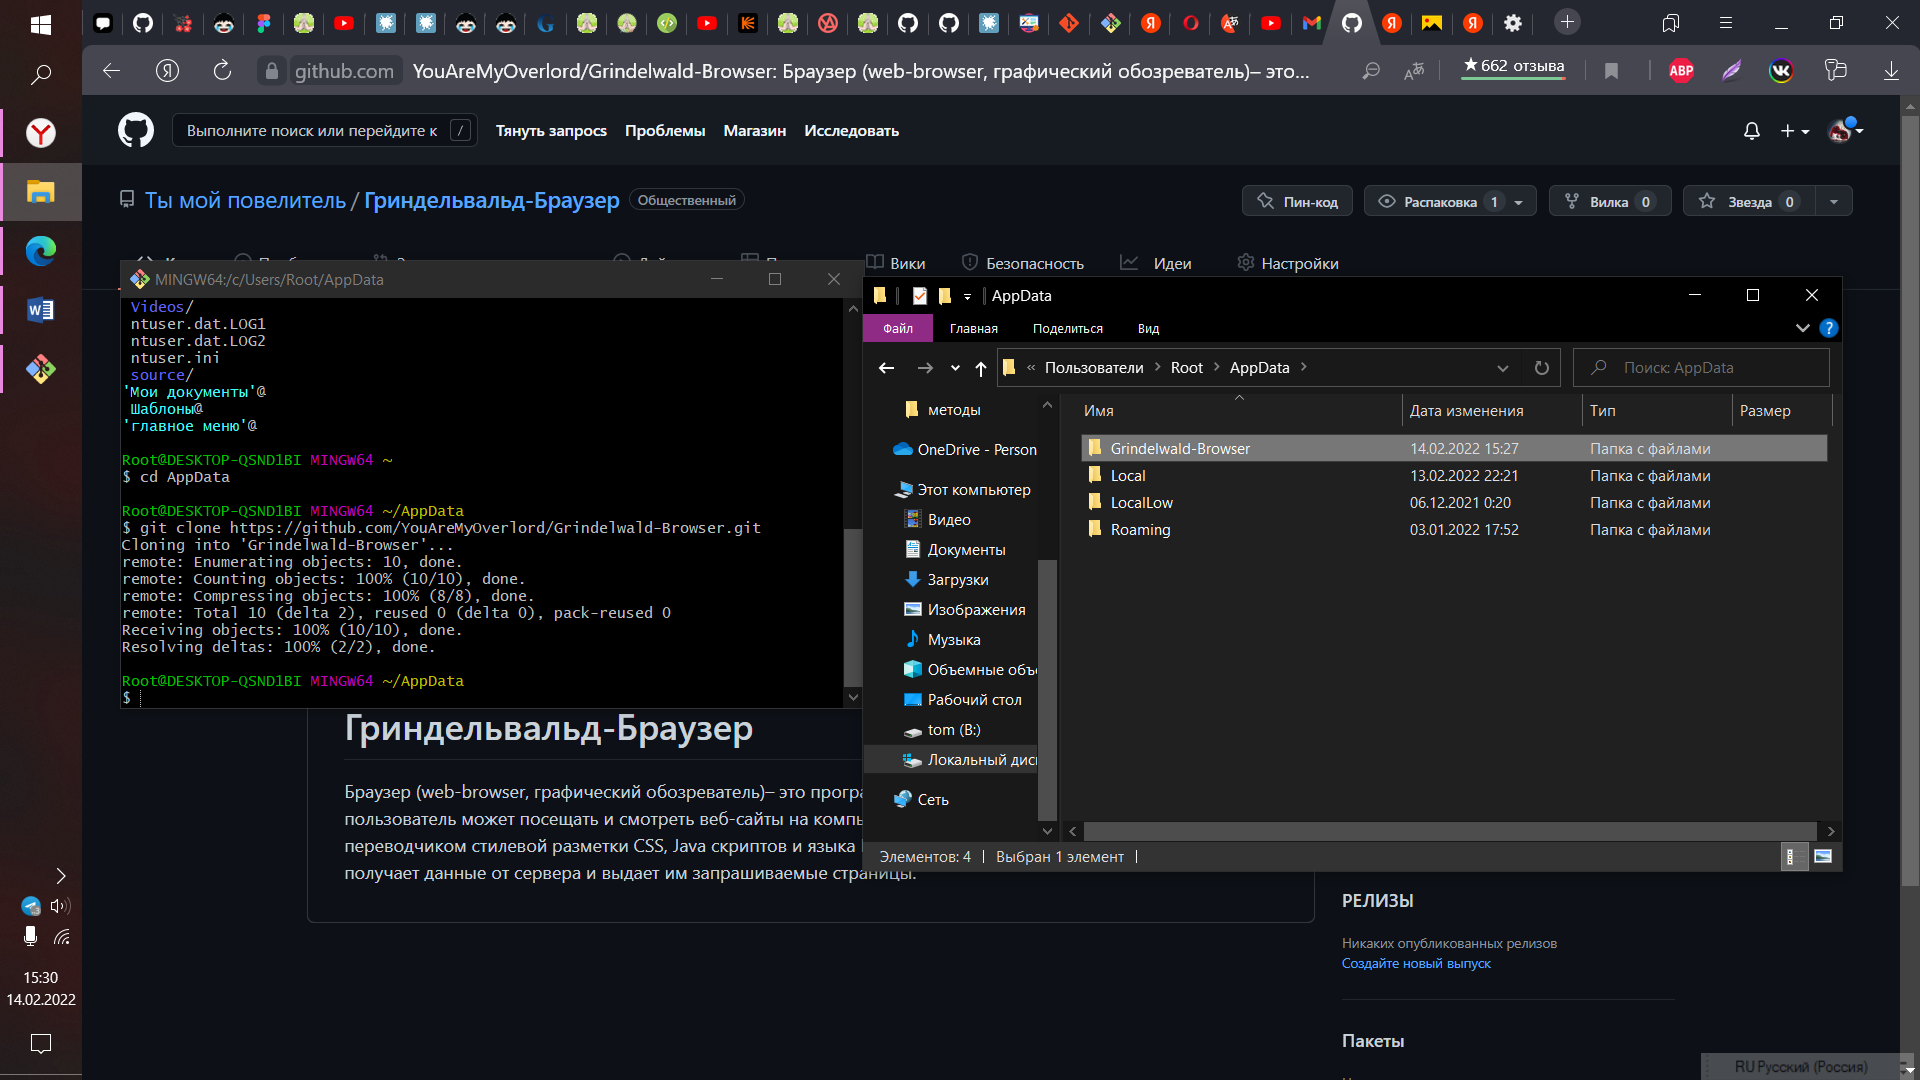 github.com
YouAreMyOverlord/Grindelwald-Browser: Браузер (web-browser, графический обозреватель)– это...
★662 отзыва
ABP
Выполните поиск или перейдите к
/
Тянуть запросы
Проблемы
Магазин
Исследовать
Ты мой повелитель / Гриндельвальд-Браузер
Общественный
Пин-код
Распаковка 1
Вилка 0
Звезда 0
Вики
Безопасность
Идеи
Настройки
MINGW64:/c/Users/Root/AppData
Videos/
ntuser.dat.LOG1
ntuser.dat.LOG2
ntuser.ini
source/
'Мои документы'@
Шаблоны@
'главное меню'@
Root@DESKTOP-QSND1BI MINGW64 ~
$ cd AppData
Root@DESKTOP-QSND1BI MINGW64 ~/AppData
$ git clone https://github.com/YouAreMyOverlord/Grindelwald-Browser.git
Cloning into 'Grindelwald-Browser'...
remote: Enumerating objects: 10, done.
remote: Counting objects: 100% (10/10), done.
remote: Compressing objects: 100% (8/8), done.
remote: Total 10 (delta 2), reused 0 (delta 0), pack-reused 0
Receiving objects: 100% (10/10), done.
Resolving deltas: 100% (2/2), done.
Root@DESKTOP-QSND1BI MINGW64 ~/AppData
$
AppData
Файл
Главная
Поделиться
Вид
« Пользователи > Root > AppData >
Поиск: AppData
методы
OneDrive - Person
Этот компьютер
Видео
Документы
Загрузки
Изображения
Музыка
Объемные объ
Рабочий стол
tom (B:)
Локальный дис
Сеть
Имя
Дата изменения
Тип
Размер
Grindelwald-Browser 14.02.2022 15:27 Папка с файлами
Local 13.02.2022 22:21 Папка с файлами
LocalLow 06.12.2021 0:20 Папка с файлами
Roaming 03.01.2022 17:52 Папка с файлами
Элементов: 4
Выбран 1 элемент
Гриндельвальд-Браузер
Браузер (web-browser, графический обозреватель)– это
пользователь может посещать и смотреть веб-сайты на
переводчиком стилевой разметки CSS, Java скриптов и языка
получает данные от сервера и выдает им запрашиваемые страницы.
РЕЛИЗЫ
Никаких опубликованных релизов
Создайте новый выпуск
Пакеты
15:30
14.02.2022
RU Русский (Россия)